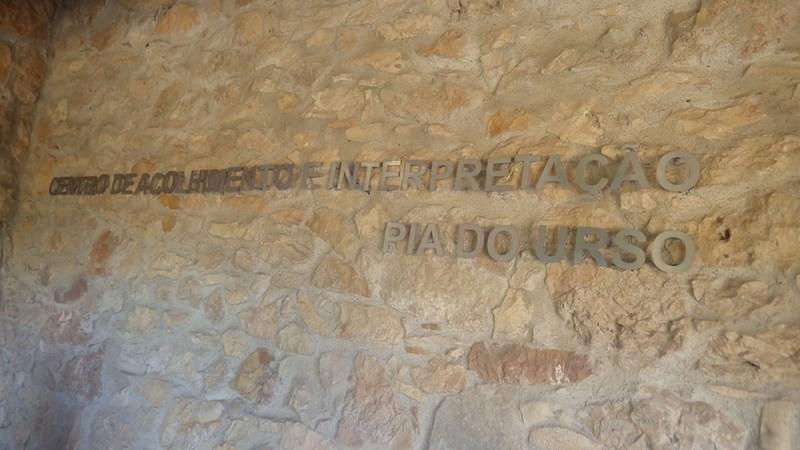 CENTRO DE ACOLHIMENTO E INTERPRETAÇÃO
PIA DO URSO